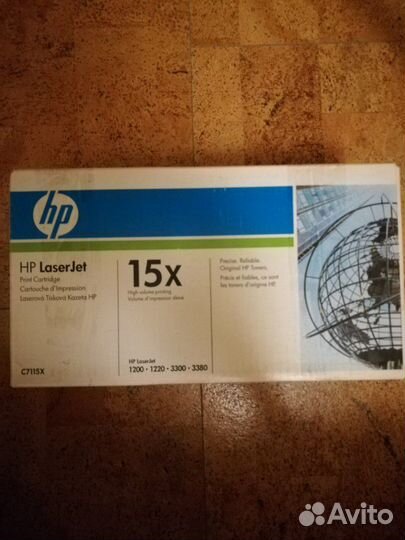 hp
HP LaserJet
Print Cartridge
Cartouche d'Impression
Laserová Tisková Kazeta HP
C7115X
15X
High volume printing
Volume d'impression élevé
HP LaserJet
1200 • 1220 • 3300 • 3380
Precise. Reliable.
Original HP Toners.
Précis et fiables, ce sont
les toners d'origine HP.
Avito